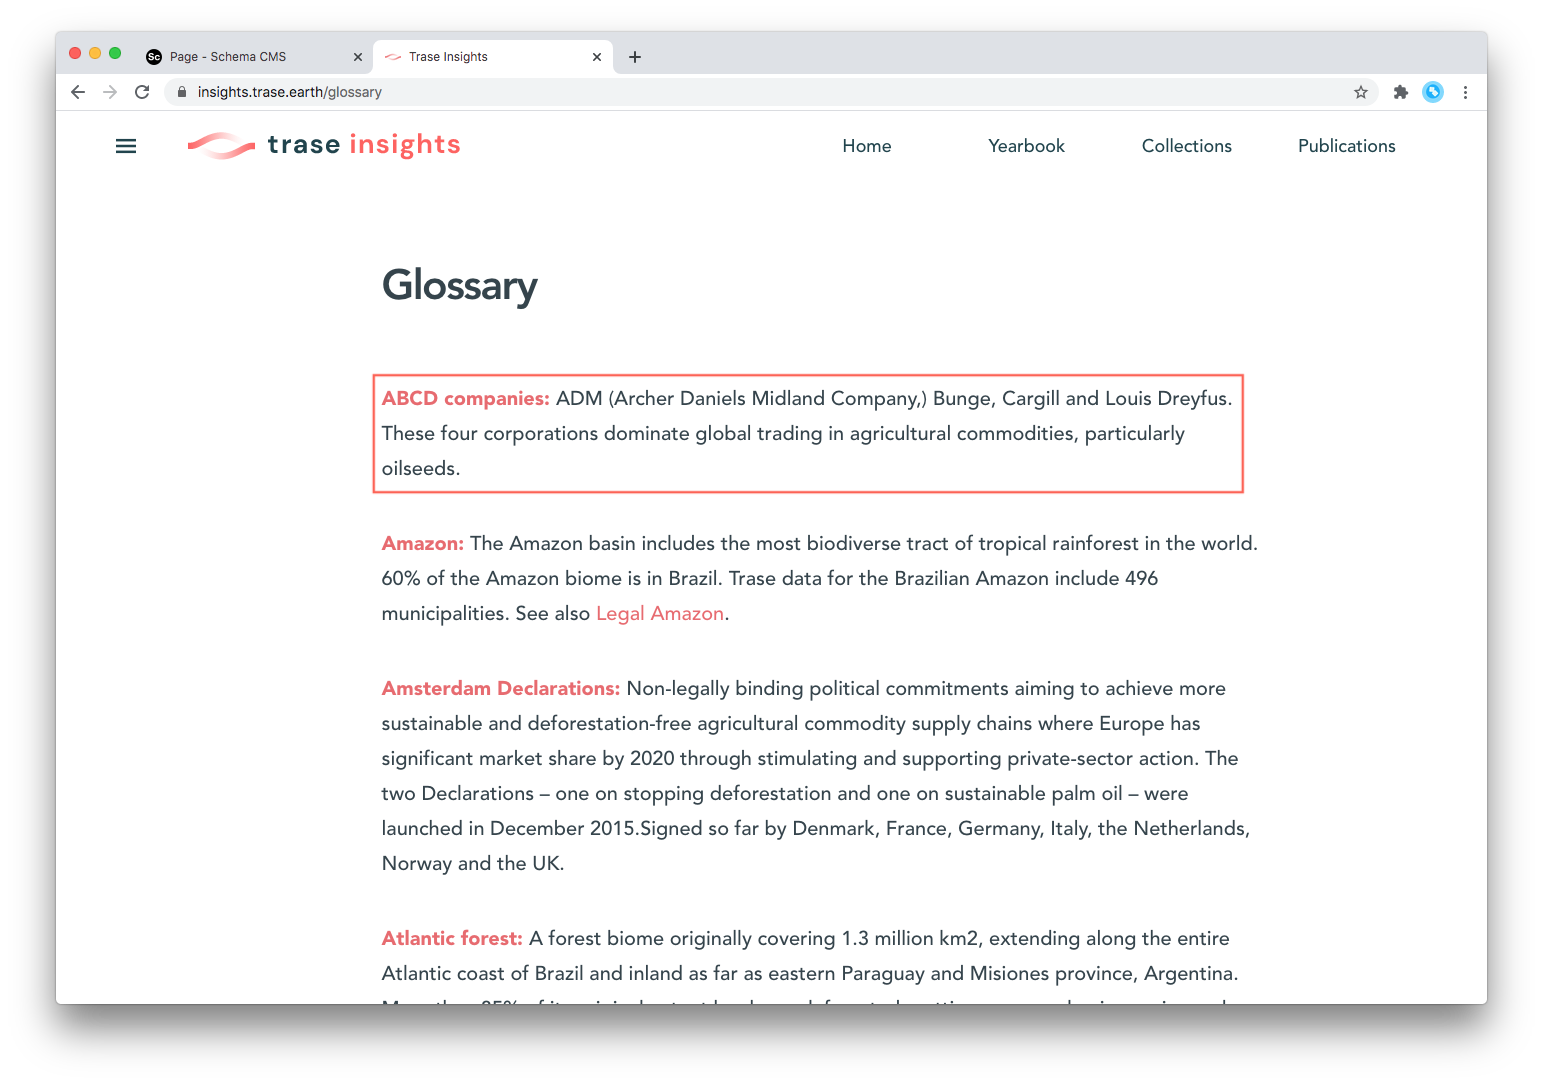 Sc Page - Schema CMS
Trase Insights
insights.trase.earth/glossary
trase insights
Home Yearbook Collections Publications
Glossary
ABCD companies: ADM (Archer Daniels Midland Company,) Bunge, Cargill and Louis Dreyfus.
These four corporations dominate global trading in agricultural commodities, particularly
oilseeds.
Amazon: The Amazon basin includes the most biodiverse tract of tropical rainforest in the world.
60% of the Amazon biome is in Brazil. Trase data for the Brazilian Amazon include 496
municipalities. See also Legal Amazon.
Amsterdam Declarations: Non-legally binding political commitments aiming to achieve more
sustainable and deforestation-free agricultural commodity supply chains where Europe has
significant market share by 2020 through stimulating and supporting private-sector action. The
two Declarations – one on stopping deforestation and one on sustainable palm oil – were
launched in December 2015.Signed so far by Denmark, France, Germany, Italy, the Netherlands,
Norway and the UK.
Atlantic forest: A forest biome originally covering 1.3 million km2, extending along the entire
Atlantic coast of Brazil and inland as far as eastern Paraguay and Misiones province, Argentina.